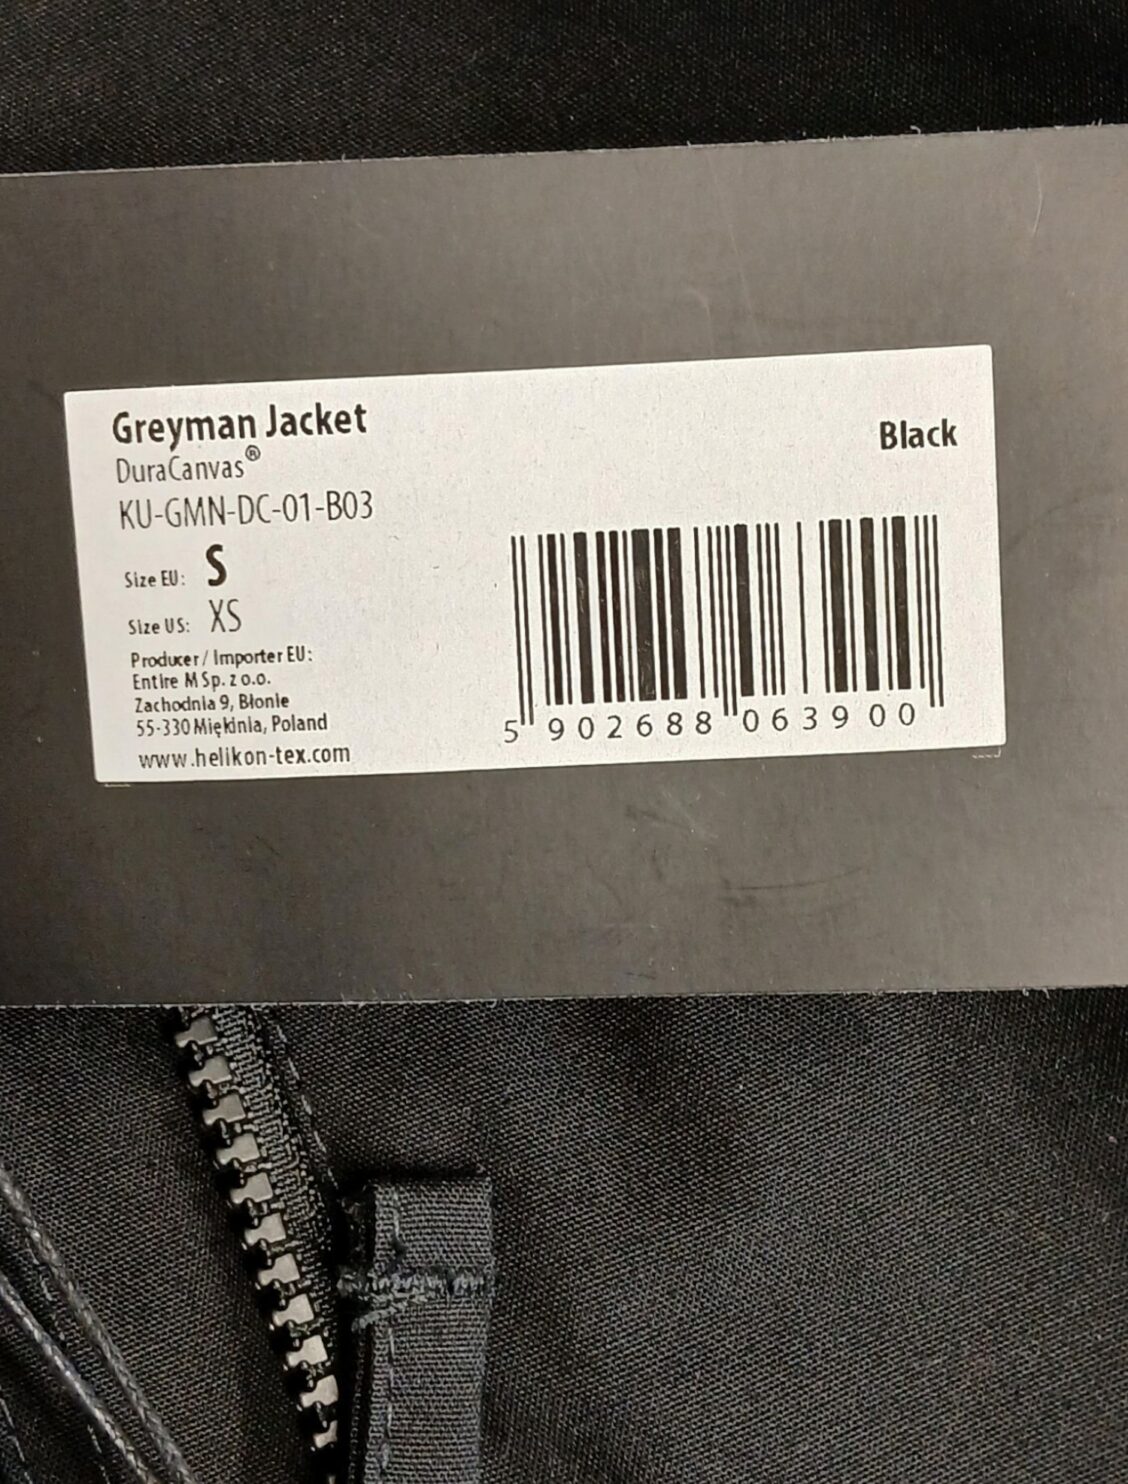 Greyman Jacket
Black
DuraCanvas®
KU-GMN-DC-01-B03
Size EU: S
Size US: XS
Producer / Importer EU:
Entire M Sp. z o.o.
Zachodnia 9, Błonie
55-330 Miękinia, Poland
www.helikon-tex.com
5 902688 063900